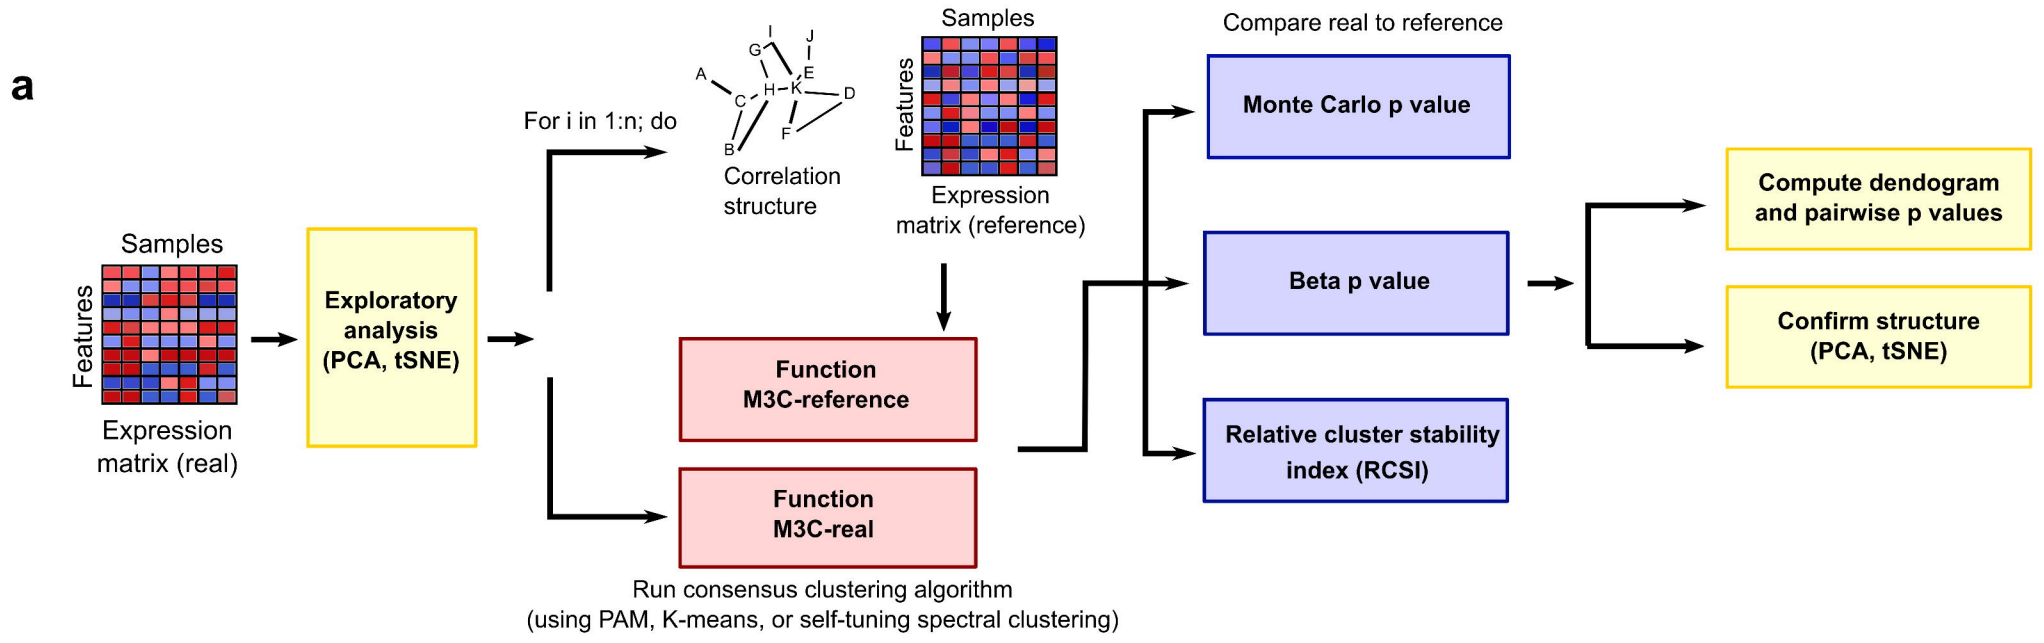 a
Samples
Features
Expression
matrix (real)
Exploratory
analysis
(PCA, tSNE)
For i in 1:n; do
A
B
C
D
E
F
G
H
I
J
K
Correlation
structure
Samples
Features
Expression
matrix (reference)
Function
M3C-reference
Function
M3C-real
Run consensus clustering algorithm
(using PAM, K-means, or self-tuning spectral clustering)
Compare real to reference
Monte Carlo p value
Beta p value
Relative cluster stability
index (RCSI)
Compute dendogram
and pairwise p values
Confirm structure
(PCA, tSNE)